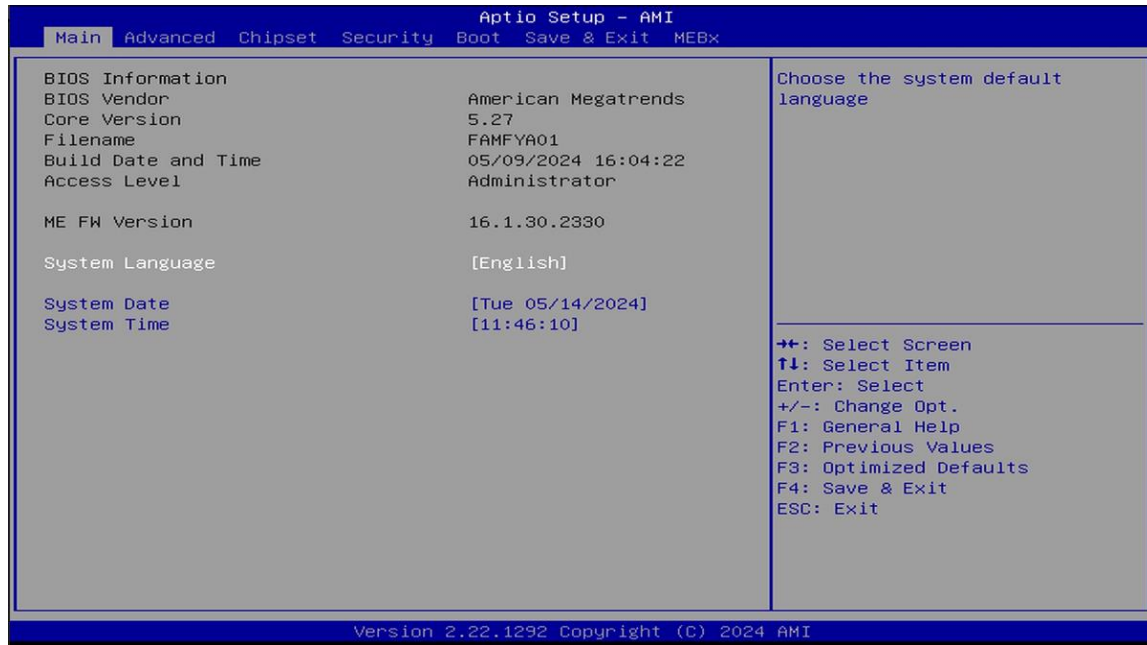 Aptio Setup – AMI
Main Advanced Chipset Security Boot Save & Exit MEBx
BIOS Information
BIOS Vendor American Megatrends
Core Version 5.27
Filename FAMFYA01
Build Date and Time 05/09/2024 16:04:22
Access Level Administrator
ME FW Version 16.1.30.2330
System Language [English]
System Date [Tue 05/14/2024]
System Time [11:46:10]
Choose the system default
language
→←: Select Screen
↑↓: Select Item
Enter: Select
+/-: Change Opt.
F1: General Help
F2: Previous Values
F3: Optimized Defaults
F4: Save & Exit
ESC: Exit
Version 2.22.1292 Copyright (C) 2024 AMI